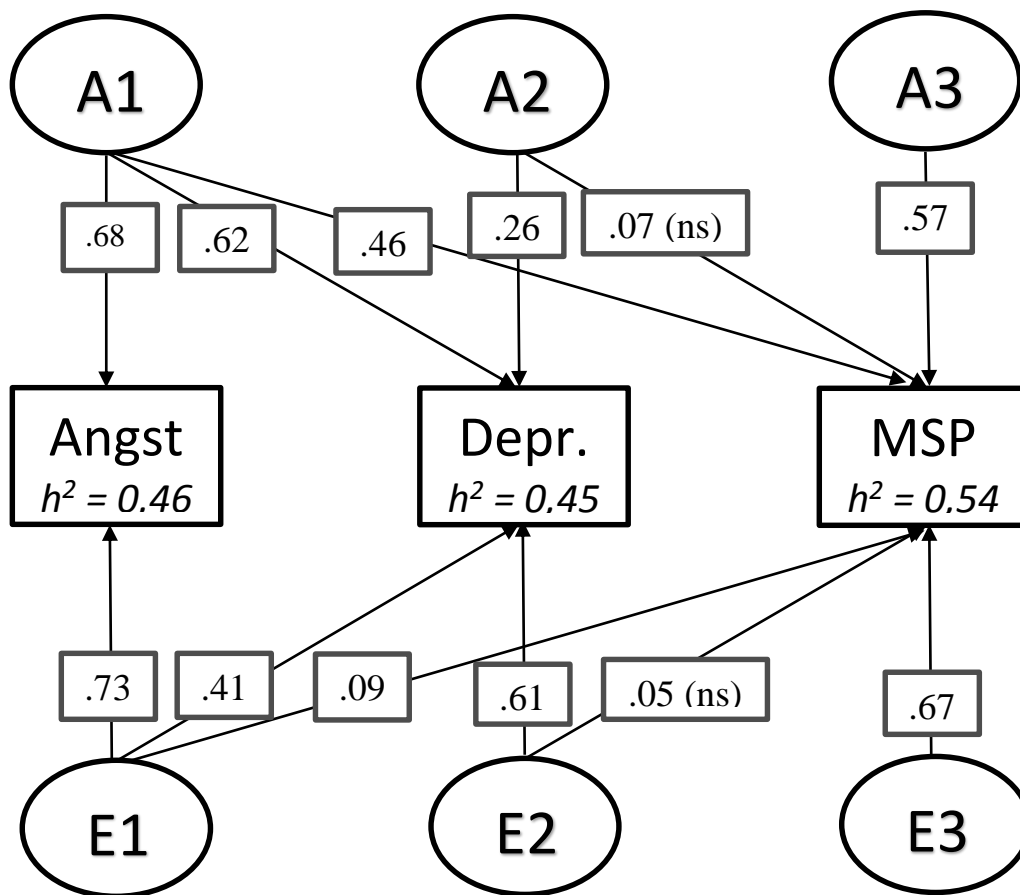 A1
A2
A3
.68
.62
.46
.26
.07 (ns)
.57
Angst
h² = 0.46
Depr.
h² = 0.45
MSP
h² = 0.54
.73
.41
.09
.61
.05 (ns)
.67
E1
E2
E3